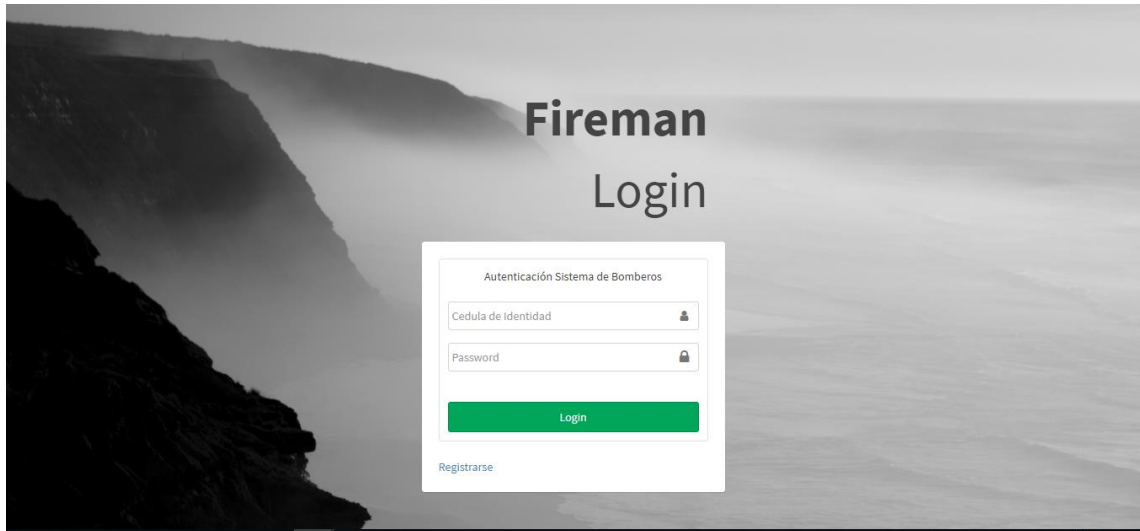 Fireman
Login
Autenticación Sistema de Bomberos
Cedula de Identidad
Password
Login
Registrarse